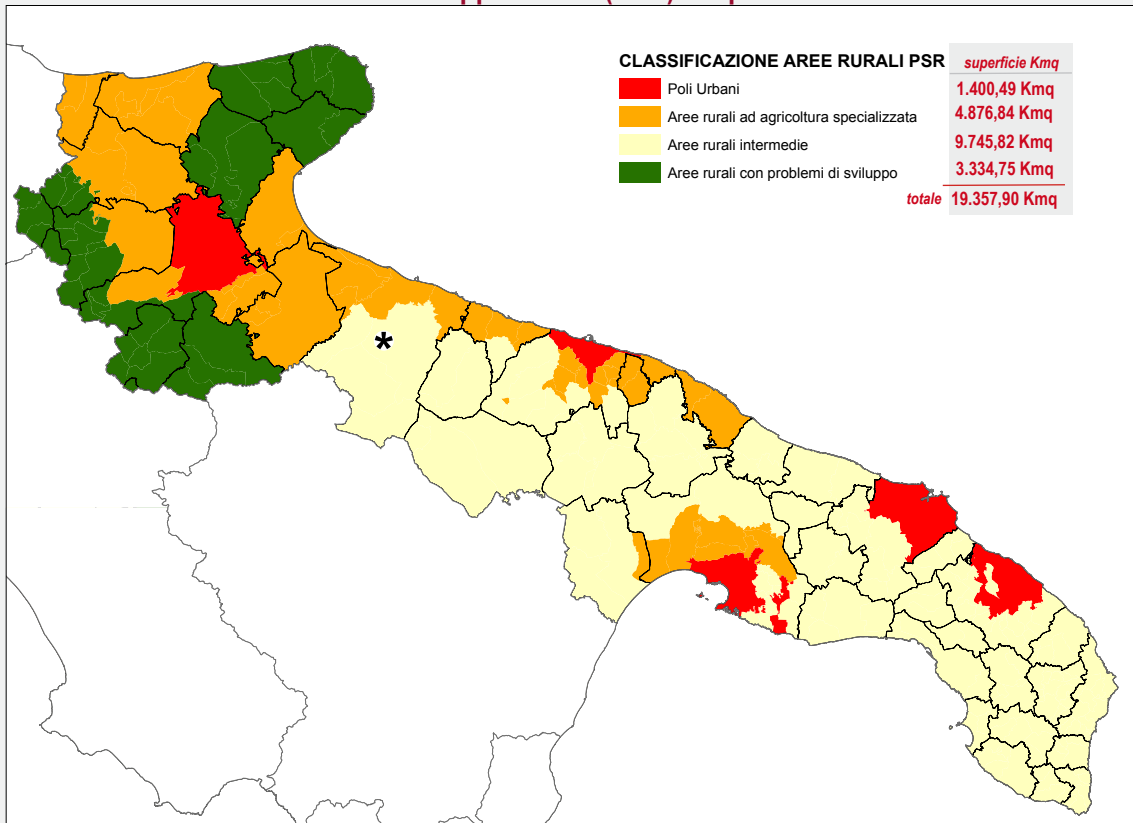 CLASSIFICAZIONE AREE RURALI PSR superficie Kmq
Poli Urbani 1.400,49 Kmq
Aree rurali ad agricoltura specializzata 4.876,84 Kmq
Aree rurali intermedie 9.745,82 Kmq
Aree rurali con problemi di sviluppo 3.334,75 Kmq
totale 19.357,90 Kmq
*